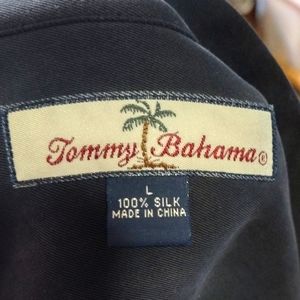 Tommy Bahama®
L
100% SILK
MADE IN CHINA